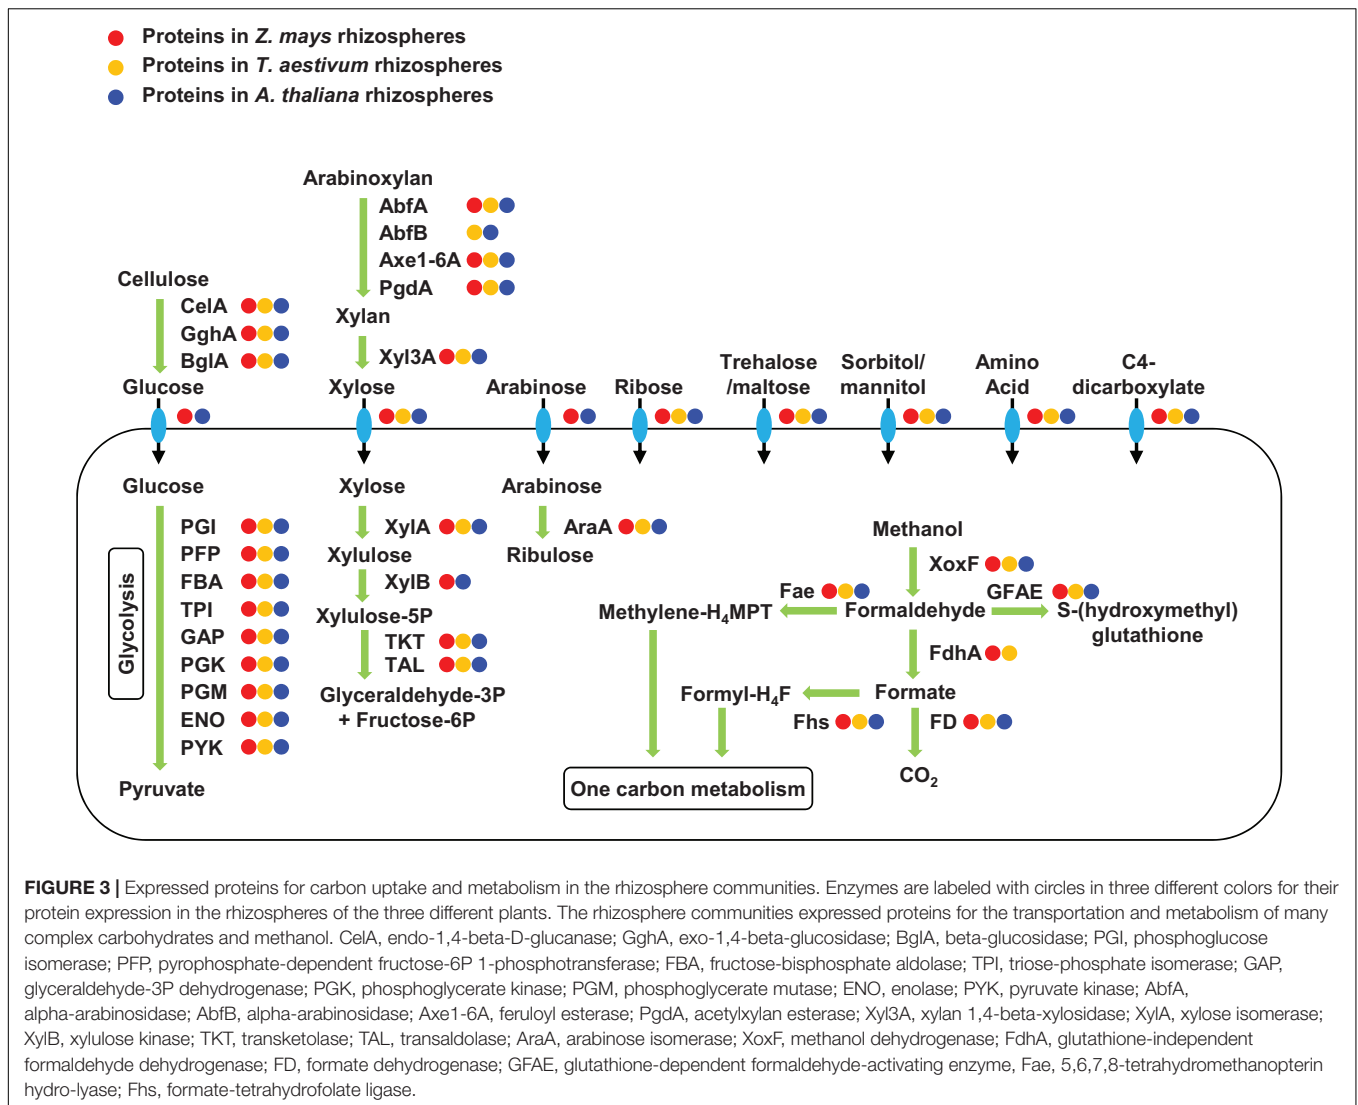 Proteins in Z. mays rhizospheres
Proteins in T. aestivum rhizospheres
Proteins in A. thaliana rhizospheres
Arabinoxylan
AbfA
AbfB
Axe1-6A
PgdA
Cellulose
CelA
GghA
BglA
Xylan
Xyl3A
Glucose
Xylose
Arabinose
Ribose
Trehalose
/maltose
Sorbitol/
mannitol
Amino
Acid
C4-
dicarboxylate
Glucose
Glycolysis
PGI
PFP
FBA
TPI
GAP
PGK
PGM
ENO
PYK
Pyruvate
Xylose
XylA
Xylulose
XylB
Xylulose-5P
TKT
TAL
Glyceraldehyde-3P
+ Fructose-6P
Arabinose
AraA
Ribulose
Methanol
XoxF
Fae
GFAE
Methylene-H4MPT
Formaldehyde
S-(hydroxymethyl)
glutathione
FdhA
Formyl-H4F
Formate
Fhs
FD
CO2
One carbon metabolism
FIGURE 3 | Expressed proteins for carbon uptake and metabolism in the rhizosphere communities. Enzymes are labeled with circles in three different colors for their
protein expression in the rhizospheres of the three different plants. The rhizosphere communities expressed proteins for the transportation and metabolism of many
complex carbohydrates and methanol. CelA, endo-1,4-beta-D-glucanase; GghA, exo-1,4-beta-glucosidase; BglA, beta-glucosidase; PGI, phosphoglucose
isomerase; PFP, pyrophosphate-dependent fructose-6P 1-phosphotransferase; FBA, fructose-bisphosphate aldolase; TPI, triose-phosphate isomerase; GAP,
glyceraldehyde-3P dehydrogenase; PGK, phosphoglycerate kinase; PGM, phosphoglycerate mutase; ENO, enolase; PYK, pyruvate kinase; AbfA,
alpha-arabinosidase; AbfB, alpha-arabinosidase; Axe1-6A, feruloyl esterase; PgdA, acetylxylan esterase; Xyl3A, xylan 1,4-beta-xylosidase; XylA, xylose isomerase;
XylB, xylulose kinase; TKT, transketolase; TAL, transaldolase; AraA, arabinose isomerase; XoxF, methanol dehydrogenase; FdhA, glutathione-independent
formaldehyde dehydrogenase; FD, formate dehydrogenase; GFAE, glutathione-dependent formaldehyde-activating enzyme, Fae, 5,6,7,8-tetrahydromethanopterin
hydro-lyase; Fhs, formate-tetrahydrofolate ligase.